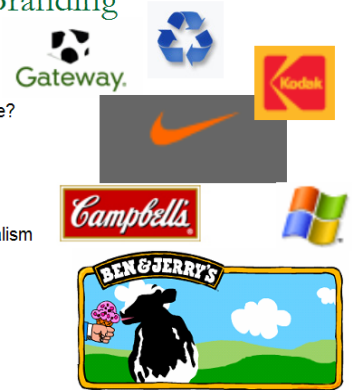 Branding
Gateway.
Kodak
e?
Campbell's
alism
BEN & JERRY'S